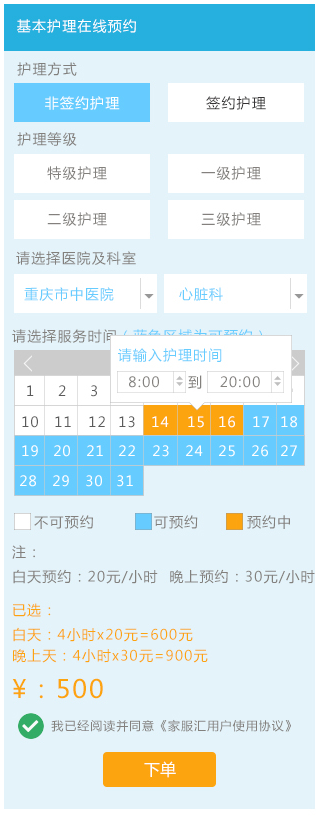 基本护理在线预约
护理方式
非签约护理 签约护理
护理等级
特级护理 一级护理
二级护理 三级护理
请选择医院及科室
重庆市中医院 心脏科
请选择服务时间（蓝色区域为可预约）
请输入护理时间
8:00 到 20:00
1 2 3
10 11 12 13 14 15 16 17 18
19 20 21 22 23 24 25 26 27
28 29 30 31
不可预约 可预约 预约中
注：
白天预约：20元/小时 晚上预约：30元/小时
已选：
白天：4小时x20元=600元
晚上天：4小时x30元=900元
¥：500
我已经阅读并同意《家服汇用户使用协议》
下单